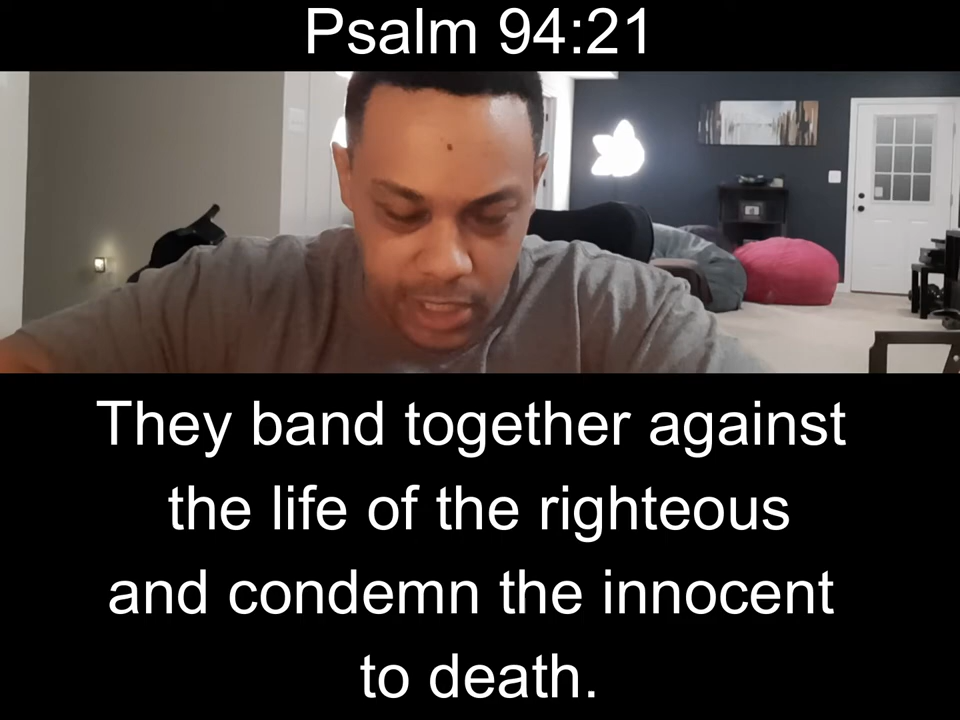 Psalm 94:21
They band together against
the life of the righteous
and condemn the innocent
to death.